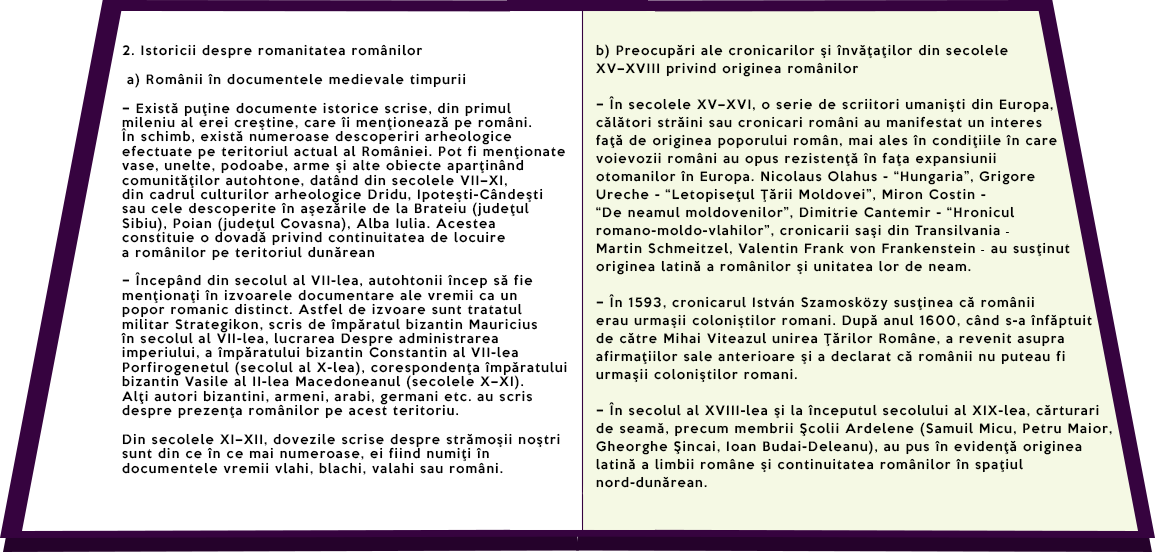 2. Istoricii despre romanitatea românilor
a) Românii în documentele medievale timpurii
– Există puţine documente istorice scrise, din primul
mileniu al erei creştine, care îi menţionează pe români.
În schimb, există numeroase descoperiri arheologice
efectuate pe teritoriul actual al României. Pot fi menţionate
vase, unelte, podoabe, arme şi alte obiecte aparţinând
comunităţilor autohtone, datând din secolele VII–XI,
din cadrul culturilor arheologice Dridu, Ipoteşti-Cândeşti
sau cele descoperite în aşezările de la Brateiu (judeţul
Sibiu), Poian (judeţul Covasna), Alba Iulia. Acestea
constituie o dovadă privind continuitatea de locuire
a românilor pe teritoriul dunărean
– Începând din secolul al VII-lea, autohtonii încep să fie
menţionaţi în izvoarele documentare ale vremii ca un
popor romanic distinct. Astfel de izvoare sunt tratatul
militar Strategikon, scris de împăratul bizantin Mauricius
în secolul al VII-lea, lucrarea Despre administrarea
imperiului, a împăratului bizantin Constantin al VII-lea
Porfirogenetul (secolul al X-lea), corespondenţa împăratului
bizantin Vasile al II-lea Macedoneanul (secolele X–XI).
Alţi autori bizantini, armeni, arabi, germani etc. au scris
despre prezenţa românilor pe acest teritoriu.
Din secolele XI–XII, dovezile scrise despre strămoşii noştri
sunt din ce în ce mai numeroase, ei fiind numiţi în
documentele vremii vlahi, blachi, valahi sau români.
b) Preocupări ale cronicarilor şi învăţaţilor din secolele
XV–XVIII privind originea românilor
– În secolele XV–XVI, o serie de scriitori umanişti din Europa,
călători străini sau cronicari români au manifestat un interes
faţă de originea poporului român, mai ales în condiţiile în care
voievozii români au opus rezistenţă în faţa expansiunii
otomanilor în Europa. Nicolaus Olahus - “Hungaria”, Grigore
Ureche - “Letopiseţul Ţării Moldovei”, Miron Costin -
“De neamul moldovenilor”, Dimitrie Cantemir - “Hronicul
romano-moldo-vlahilor”, cronicarii saşi din Transilvania -
Martin Schmeitzel, Valentin Frank von Frankenstein - au susţinut
originea latină a românilor şi unitatea lor de neam.
– În 1593, cronicarul István Szamosközy susţinea că românii
erau urmaşii coloniştilor romani. După anul 1600, când s-a înfăptuit
de către Mihai Viteazul unirea Ţărilor Române, a revenit asupra
afirmaţiilor sale anterioare şi a declarat că românii nu puteau fi
urmaşii coloniştilor romani.
– În secolul al XVIII-lea şi la începutul secolului al XIX-lea, cărturari
de seamă, precum membrii Şcolii Ardelene (Samuil Micu, Petru Maior,
Gheorghe Şincai, Ioan Budai-Deleanu), au pus în evidenţă originea
latină a limbii române şi continuitatea românilor în spaţiul
nord-dunărean.